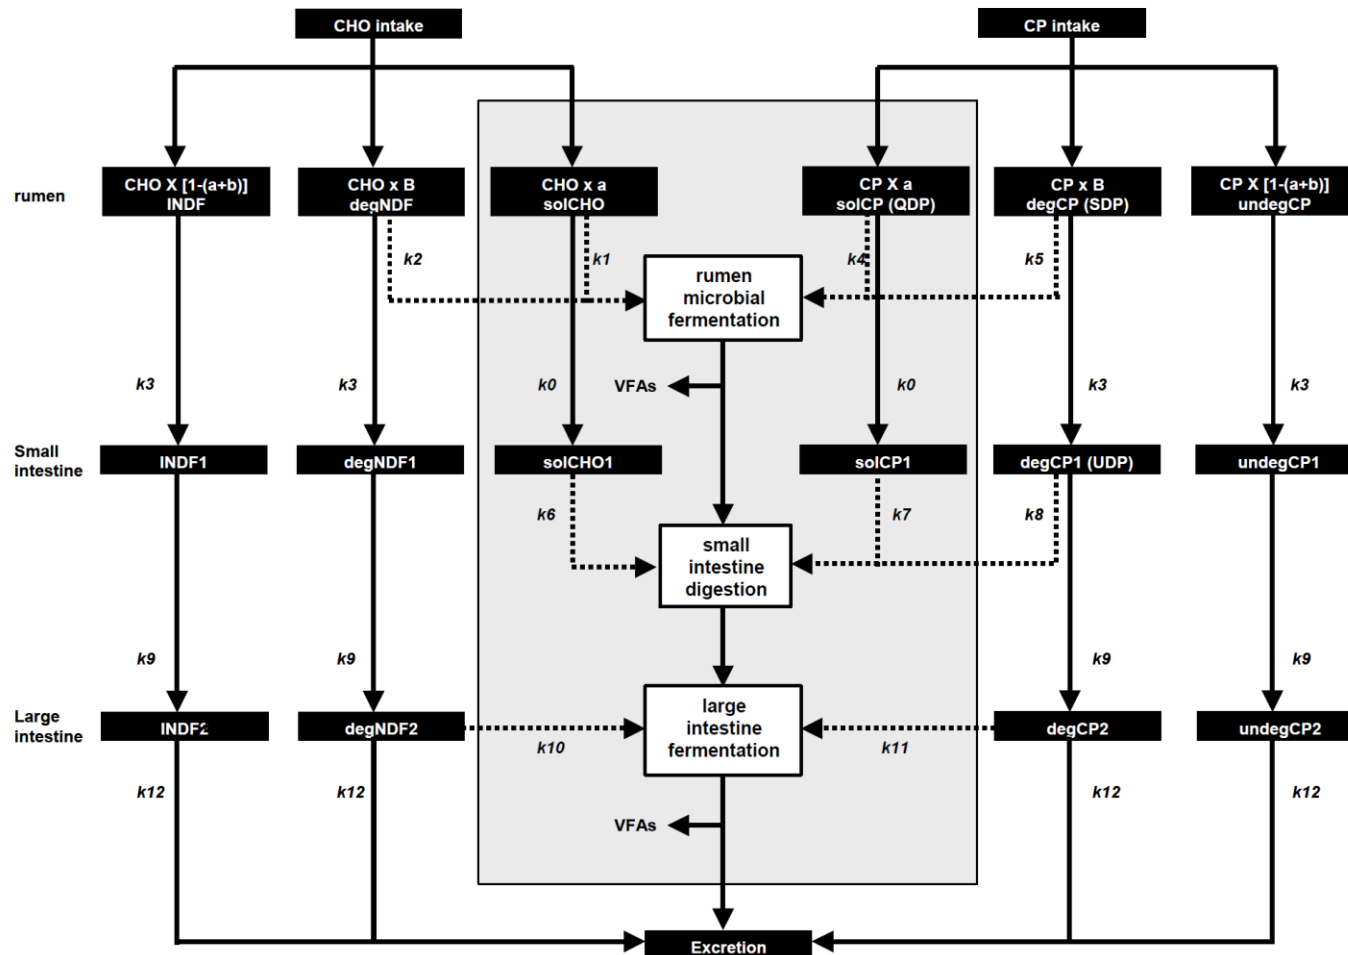 CHO intake
CP intake
rumen
CHO X [1-(a+b)]
INDF
CHO x B
degNDF
CHO x a
solCHO
CP X a
solCP (QDP)
CP x B
degCP (SDP)
CP X [1-(a+b)]
undegCP
k2
k1
k4
k5
rumen
microbial
fermentation
k3
k3
k0
VFAs
k0
k3
k3
Small
intestine
INDF1
degNDF1
solCHO1
solCP1
degCP1 (UDP)
undegCP1
k6
k7
k8
small
intestine
digestion
k9
k9
k9
k9
Large
intestine
INDF2
degNDF2
large
intestine
fermentation
degCP2
undegCP2
k10
k11
k12
k12
k12
k12
VFAs
Excretion